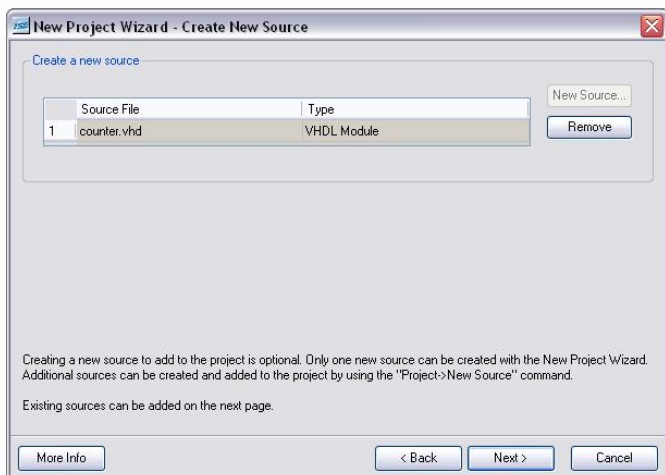 ISE New Project Wizard - Create New Source
Create a new source
Source File Type
1 counter.vhd VHDL Module
New Source...
Remove
Creating a new source to add to the project is optional. Only one new source can be created with the New Project Wizard.
Additional sources can be created and added to the project by using the "Project->New Source" command.
Existing sources can be added on the next page.
More Info < Back Next > Cancel